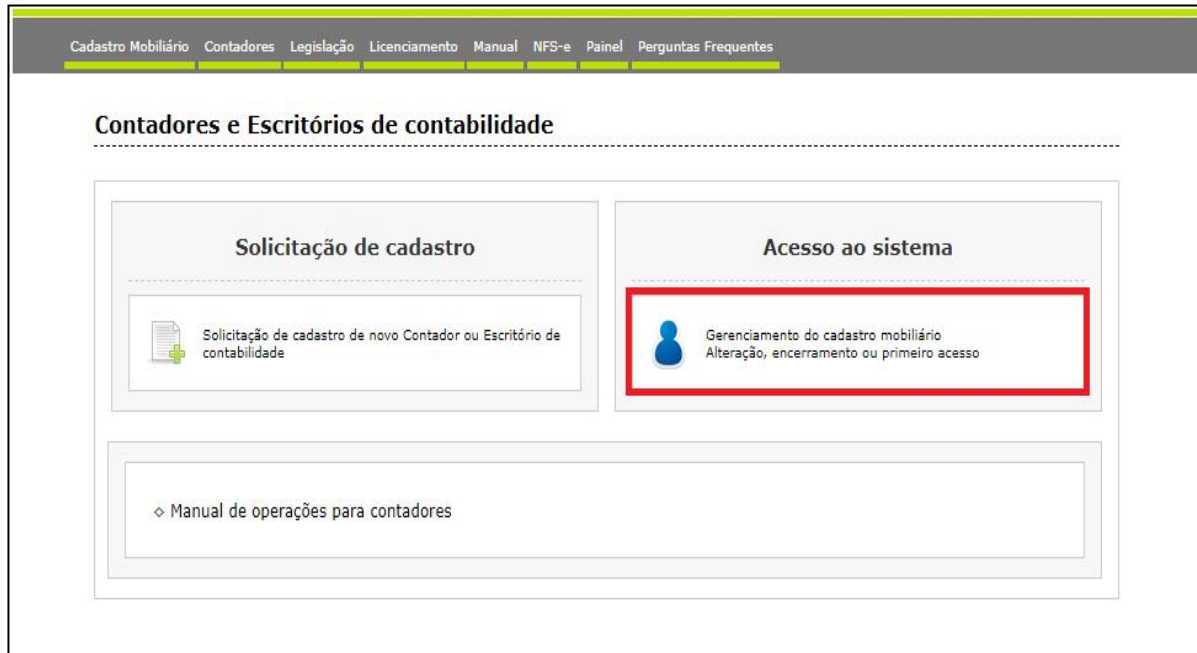 Cadastro Mobiliário Contadores Legislação Licenciamento Manual NFS-e Painel Perguntas Frequentes
Contadores e Escritórios de contabilidade
Solicitação de cadastro
Solicitação de cadastro de novo Contador ou Escritório de
contabilidade
Acesso ao sistema
Gerenciamento do cadastro mobiliário
Alteração, encerramento ou primeiro acesso
◇ Manual de operações para contadores